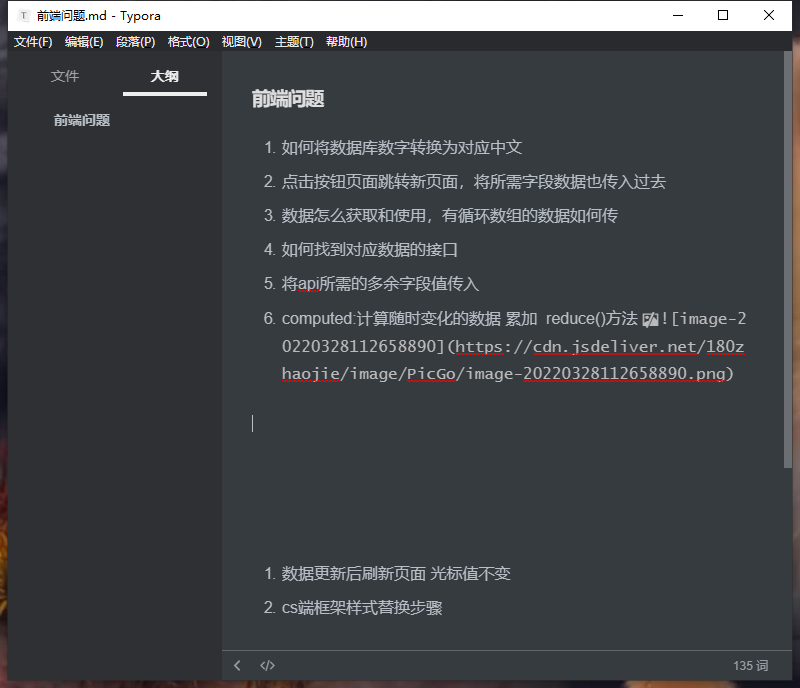 T 前端问题.md - Typora
文件(F) 编辑(E) 段落(P) 格式(O) 视图(V) 主题(T) 帮助(H)
文件 大纲
前端问题
前端问题
1. 如何将数据库数字转换为对应中文
2. 点击按钮页面跳转新页面，将所需字段数据也传入过去
3. 数据怎么获取和使用，有循环数组的数据如何传
4. 如何找到对应数据的接口
5. 将api所需的多余字段值传入
6. computed:计算随时变化的数据 累加 reduce()方法 ![image-2
0220328112658890](https://cdn.jsdeliver.net/180z
haojie/image/PicGo/image-20220328112658890.png)
1. 数据更新后刷新页面 光标值不变
2. cs端框架样式替换步骤
135 词